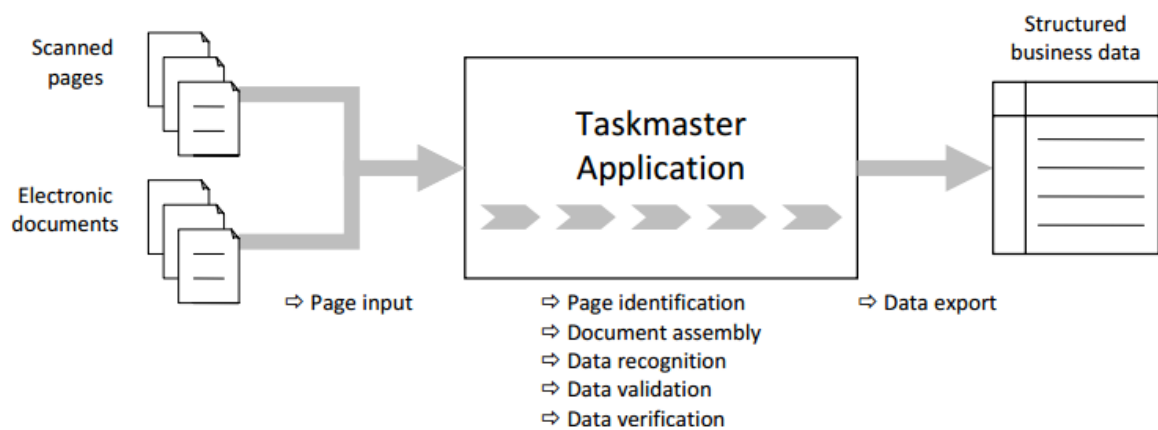 Scanned
pages
Electronic
documents
⇨ Page input
Taskmaster
Application
⇨ Page identification
⇨ Document assembly
⇨ Data recognition
⇨ Data validation
⇨ Data verification
⇨ Data export
Structured
business data